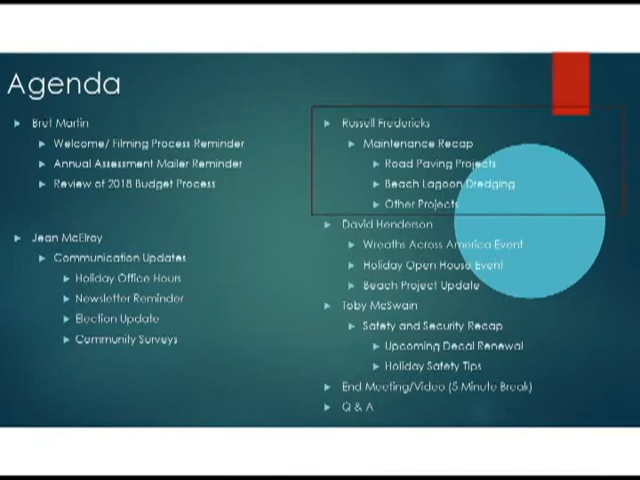 Agenda
Bret Martin
Welcome/ Filming Process Reminder
Annual Assessment Mailer Reminder
Review of 2018 Budget Process
Jean McElroy
Communication Updates
Holiday Office Hours
Newsletter Reminder
Election Update
Community Surveys
Russell Fredericks
Maintenance Recap
Road Paving Projects
Beach Lagoon Dredging
Other Projects
David Henderson
Wreaths Across America Event
Holiday Open House Event
Beach Project Update
Toby McSwain
Safety and Security Recap
Upcoming Decal Renewal
Holiday Safety Tips
End Meeting/Video (5 Minute Break)
Q & A